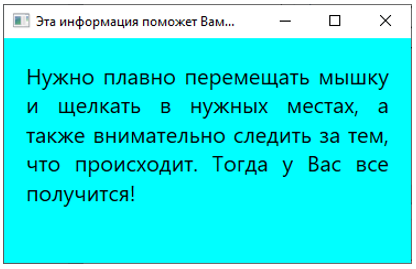 Эта информация поможет Вам...
Нужно плавно перемещать мышку
и щелкать в нужных местах, а
также внимательно следить за тем,
что происходит. Тогда у Вас все
получится!